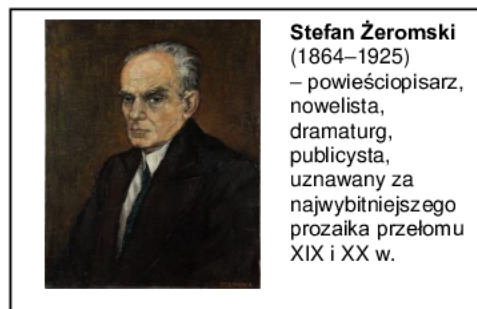 Stefan Żeromski
(1864–1925)
– powieściopisarz,
nowelista,
dramaturg,
publicysta,
uznawany za
najwybitniejszego
prozaika przełomu
XIX i XX w.